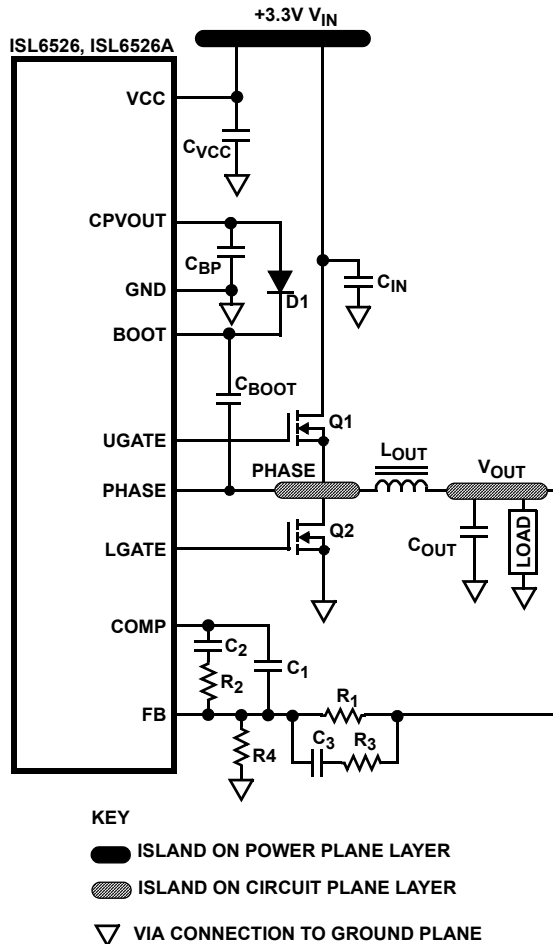 +3.3V VIN
ISL6526, ISL6526A
VCC
CVCC
CPVOUT
CBP
D1
CIN
GND
BOOT
CBOOT
Q1
UGATE
LOUT
PHASE
VOUT
PHASE
Q2
COUT
LOAD
LGATE
COMP
C2
C1
R2
R1
FB
C3
R3
R4
KEY
ISLAND ON POWER PLANE LAYER
ISLAND ON CIRCUIT PLANE LAYER
VIA CONNECTION TO GROUND PLANE